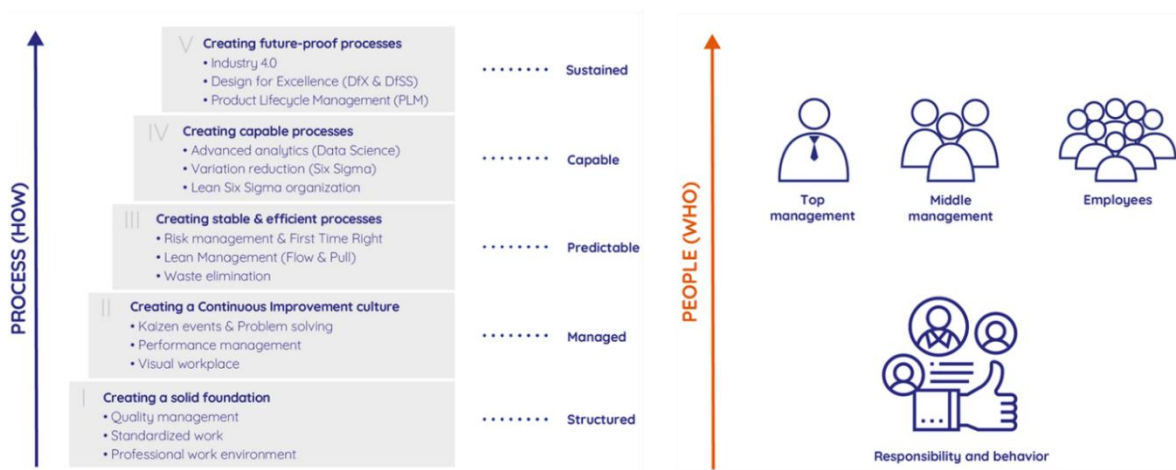 PROCESS (HOW)
V
Creating future-proof processes
• Industry 4.0
• Design for Excellence (DfX & DfSS)
• Product Lifecycle Management (PLM)
Sustained
IV
Creating capable processes
• Advanced analytics (Data Science)
• Variation reduction (Six Sigma)
• Lean Six Sigma organization
Capable
III
Creating stable & efficient processes
• Risk management & First Time Right
• Lean Management (Flow & Pull)
• Waste elimination
Predictable
II
Creating a Continuous Improvement culture
• Kaizen events & Problem solving
• Performance management
• Visual workplace
Managed
I
Creating a solid foundation
• Quality management
• Standardized work
• Professional work environment
Structured
PEOPLE (WHO)
Top
management
Middle
management
Employees
Responsibility and behavior